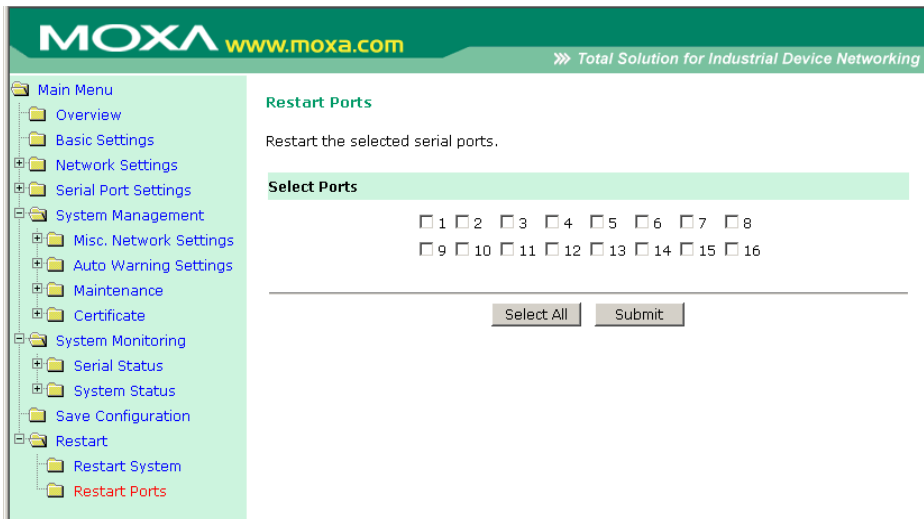 MOXA www.moxa.com
Total Solution for Industrial Device Networking
Main Menu
Overview
Basic Settings
Network Settings
Serial Port Settings
System Management
Misc. Network Settings
Auto Warning Settings
Maintenance
Certificate
System Monitoring
Serial Status
System Status
Save Configuration
Restart
Restart System
Restart Ports
Restart Ports
Restart the selected serial ports.
Select Ports
1 2 3 4 5 6 7 8
9 10 11 12 13 14 15 16
Select All Submit